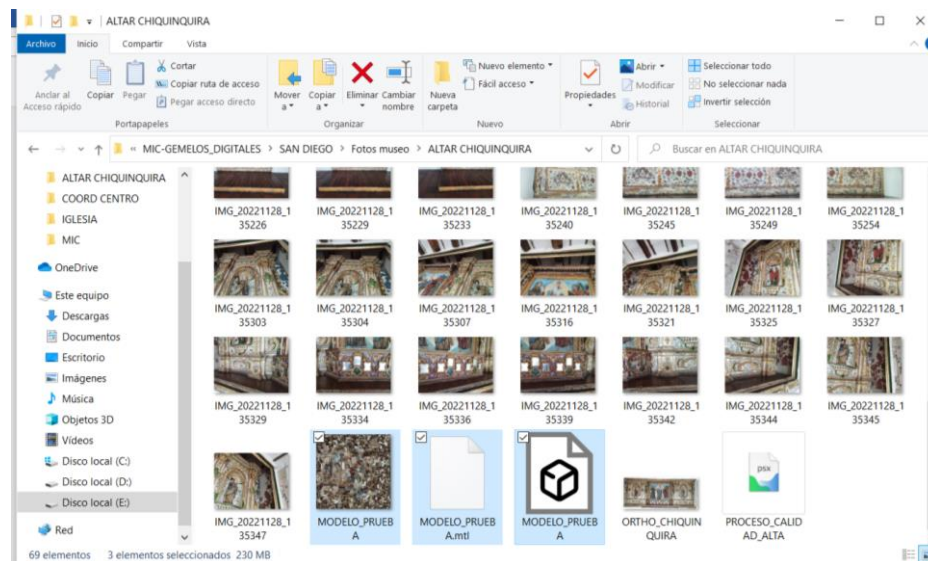 ALTAR CHIQUINQUIRA
Archivo Inicio Compartir Vista
Anclar al
Acceso rápido
Copiar
Pegar
Cortar
Copiar ruta de acceso
Pegar acceso directo
Portapapeles
Mover
a
Copiar
a
Eliminar
Cambiar
nombre
Organizar
Nueva
carpeta
Nuevo elemento
Fácil acceso
Nuevo
Propiedades
Abrir
Modificar
Historial
Abrir
Seleccionar todo
No seleccionar nada
Invertir selección
Seleccionar
« MIC-GEMELOS_DIGITALES > SAN DIEGO > Fotos museo > ALTAR CHIQUINQUIRA
Buscar en ALTAR CHIQUINQUIRA
ALTAR CHIQUINQUIRA
COORD CENTRO
IGLESIA
MIC
OneDrive
Este equipo
Descargas
Documentos
Escritorio
Imágenes
Música
Objetos 3D
Vídeos
Disco local (C:)
Disco local (D:)
Disco local (E:)
Red
IMG_20221128_1
35226
IMG_20221128_1
35229
IMG_20221128_1
35233
IMG_20221128_1
35240
IMG_20221128_1
35245
IMG_20221128_1
35249
IMG_20221128_1
35254
IMG_20221128_1
35303
IMG_20221128_1
35304
IMG_20221128_1
35307
IMG_20221128_1
35316
IMG_20221128_1
35321
IMG_20221128_1
35325
IMG_20221128_1
35327
IMG_20221128_1
35329
IMG_20221128_1
35334
IMG_20221128_1
35336
IMG_20221128_1
35339
IMG_20221128_1
35342
IMG_20221128_1
35344
IMG_20221128_1
35345
IMG_20221128_1
35347
MODELO_PRUEB
A
MODELO_PRUEB
A.mtl
MODELO_PRUEB
A
ORTHO_CHIQUIN
QUIRA
psx
PROCESO_CALID
AD_ALTA
69 elementos 3 elementos seleccionados 230 MB